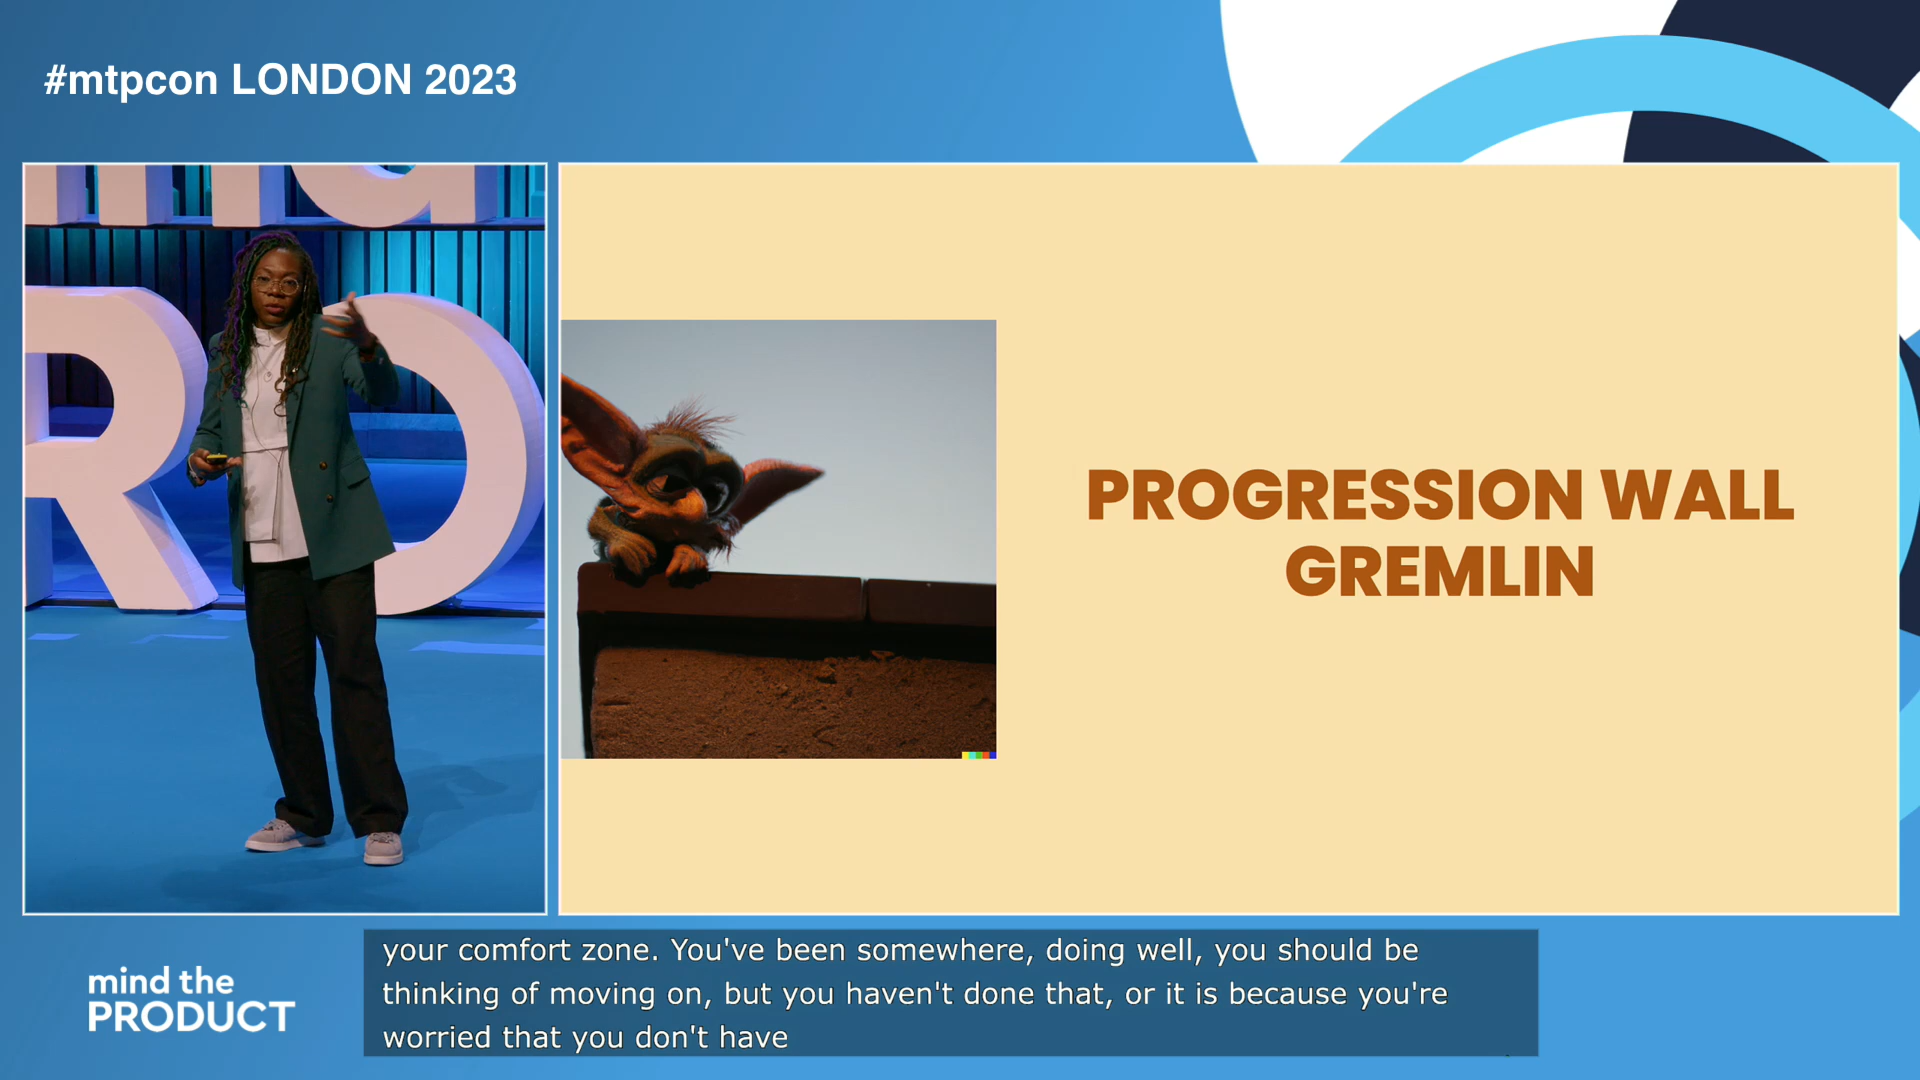 #mtpcon LONDON 2023
RO
PROGRESSION WALL
GREMLIN
your comfort zone. You've been somewhere, doing well, you should be
thinking of moving on, but you haven't done that, or it is because you're
worried that you don't have
mind the
PRODUCT